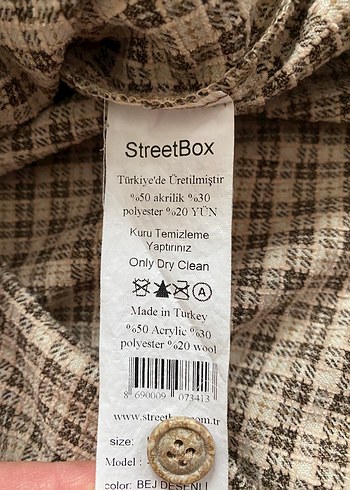 StreetBox
Türkiye'de Üretilmiştir
%50 akrilik %30
polyester %20 YÜN
Kuru Temizleme
Yaptırınız
Only Dry Clean
A
Made in Turkey
%50 Acrylic %30
polyester %20 wool
8 690009 073413
size:
Model :
color: BEJ DESENLİ